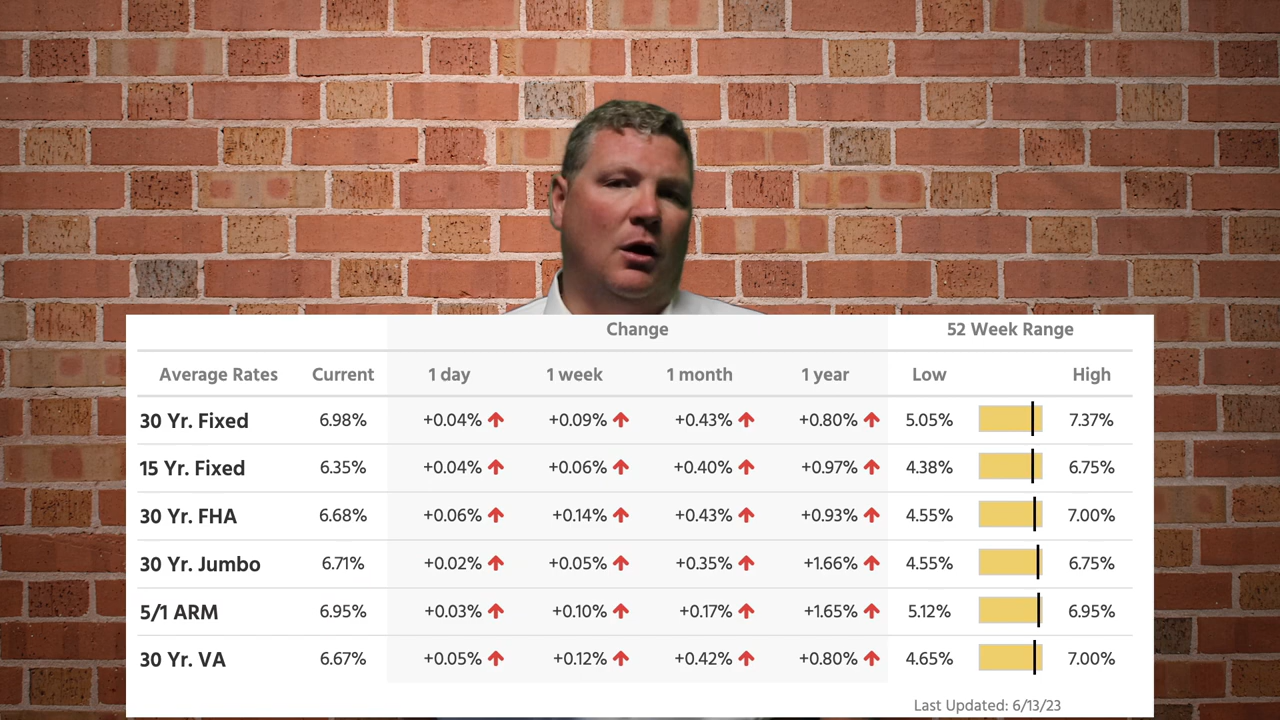 Change 52 Week Range
Average Rates Current 1 day 1 week 1 month 1 year Low High
30 Yr. Fixed 6.98% +0.04% +0.09% +0.43% +0.80% 5.05% 7.37%
15 Yr. Fixed 6.35% +0.04% +0.06% +0.40% +0.97% 4.38% 6.75%
30 Yr. FHA 6.68% +0.06% +0.14% +0.43% +0.93% 4.55% 7.00%
30 Yr. Jumbo 6.71% +0.02% +0.05% +0.35% +1.66% 4.55% 6.75%
5/1 ARM 6.95% +0.03% +0.10% +0.17% +1.65% 5.12% 6.95%
30 Yr. VA 6.67% +0.05% +0.12% +0.42% +0.80% 4.65% 7.00%
Last Updated: 6/13/23